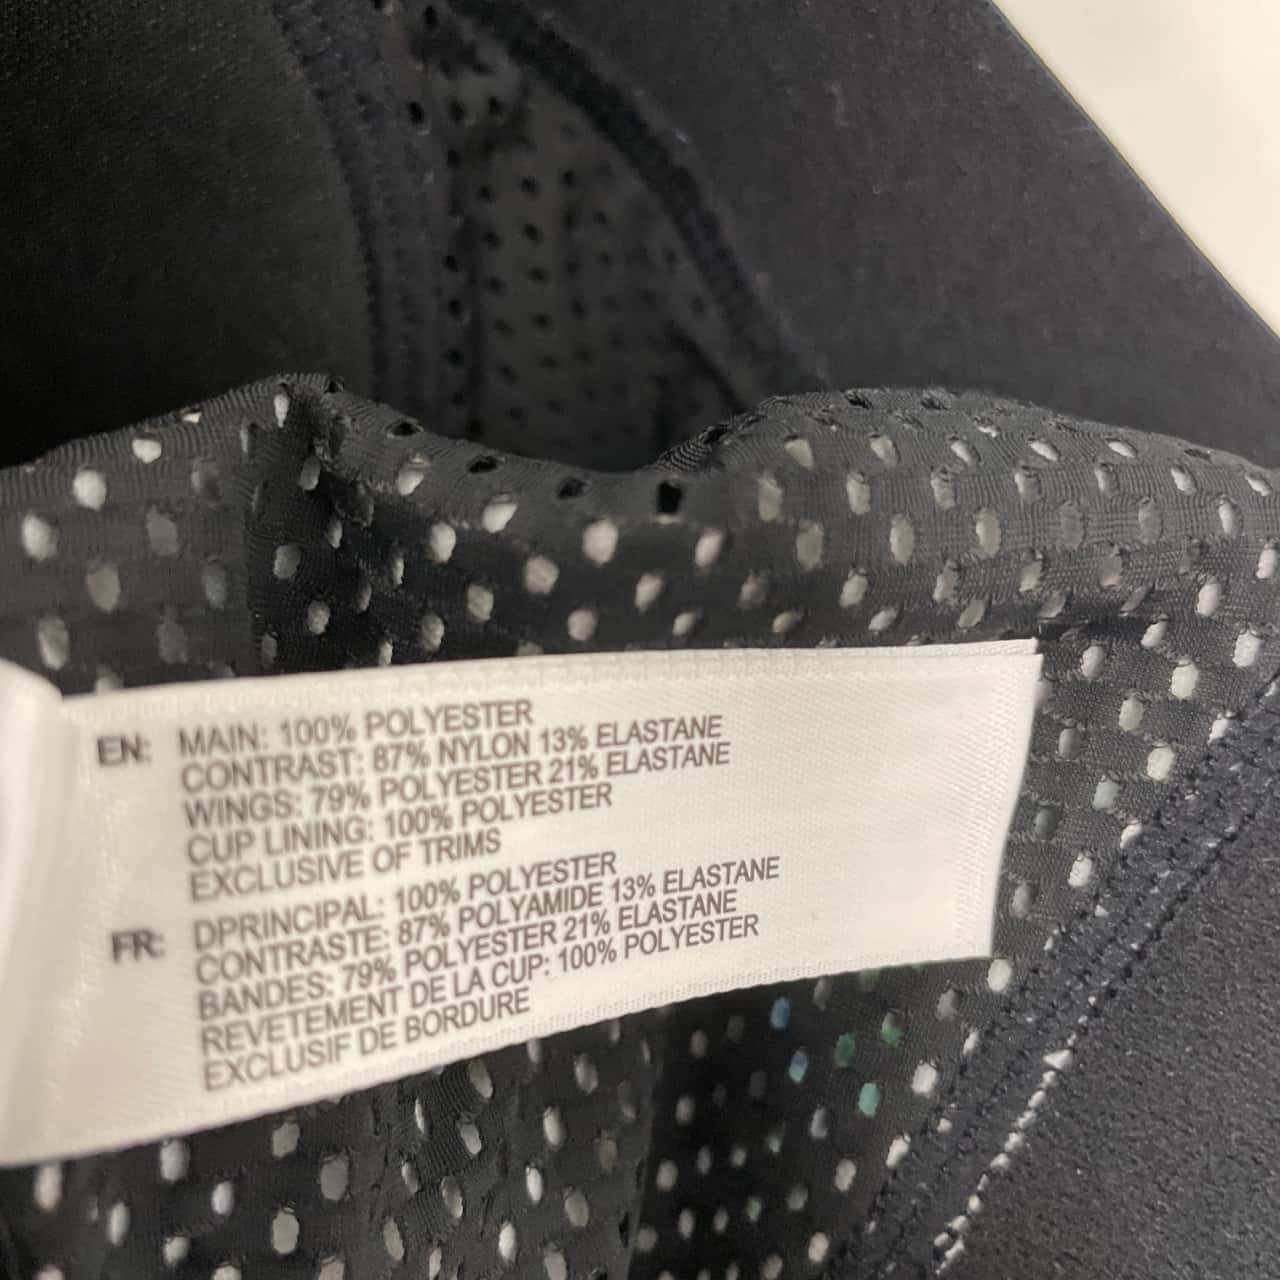 EN: MAIN: 100% POLYESTER
CONTRAST: 87% NYLON 13% ELASTANE
WINGS: 79% POLYESTER 21% ELASTANE
CUP LINING: 100% POLYESTER
EXCLUSIVE OF TRIMS
FR: DPRINCIPAL: 100% POLYESTER
CONTRASTE: 87% POLYAMIDE 13% ELASTANE
BANDES: 79% POLYESTER 21% ELASTANE
REVETEMENT DE LA CUP: 100% POLYESTER
EXCLUSIF DE BORDURE